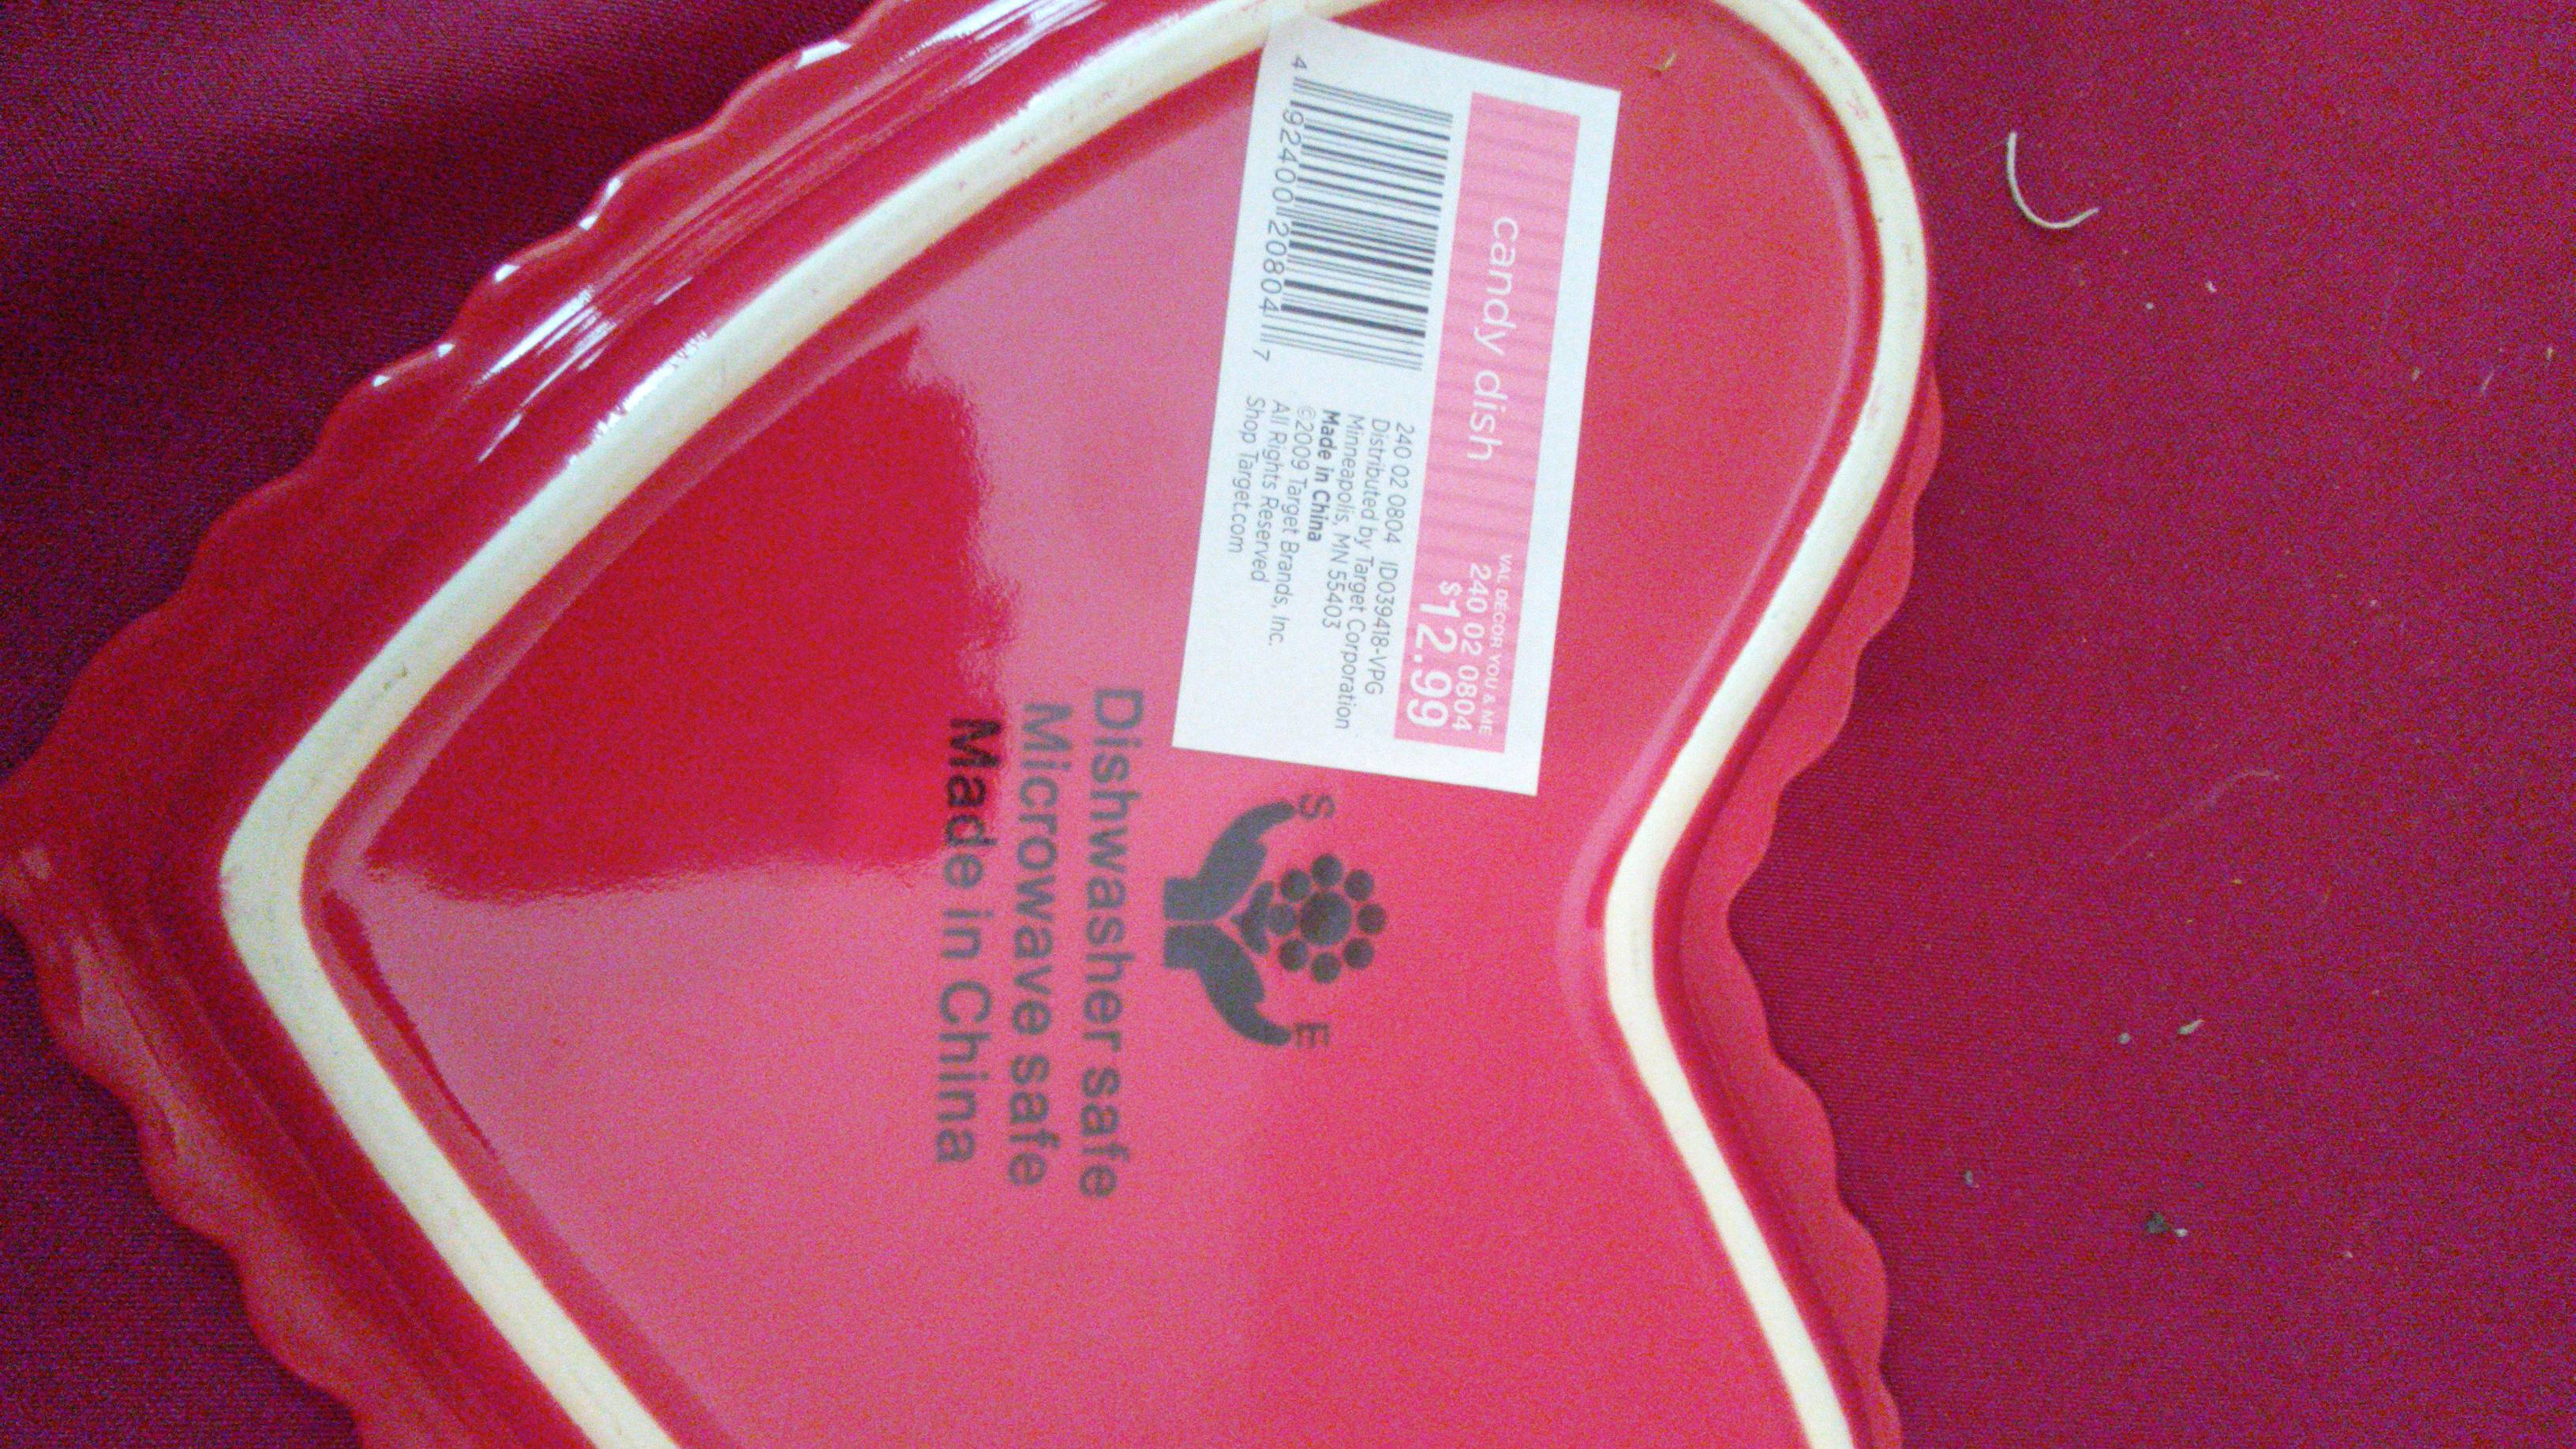 candy dish
VAL DÉCOR YOU & ME
240 02 0804
$12.99
4 92400 20804 7
240 02 0804 ID039418-VPG
Distributed by Target Corporation
Minneapolis, MN 55403
Made in China
©2009 Target Brands, Inc.
All Rights Reserved
Shop Target.com
S E
Dishwasher safe
Microwave safe
Made in China